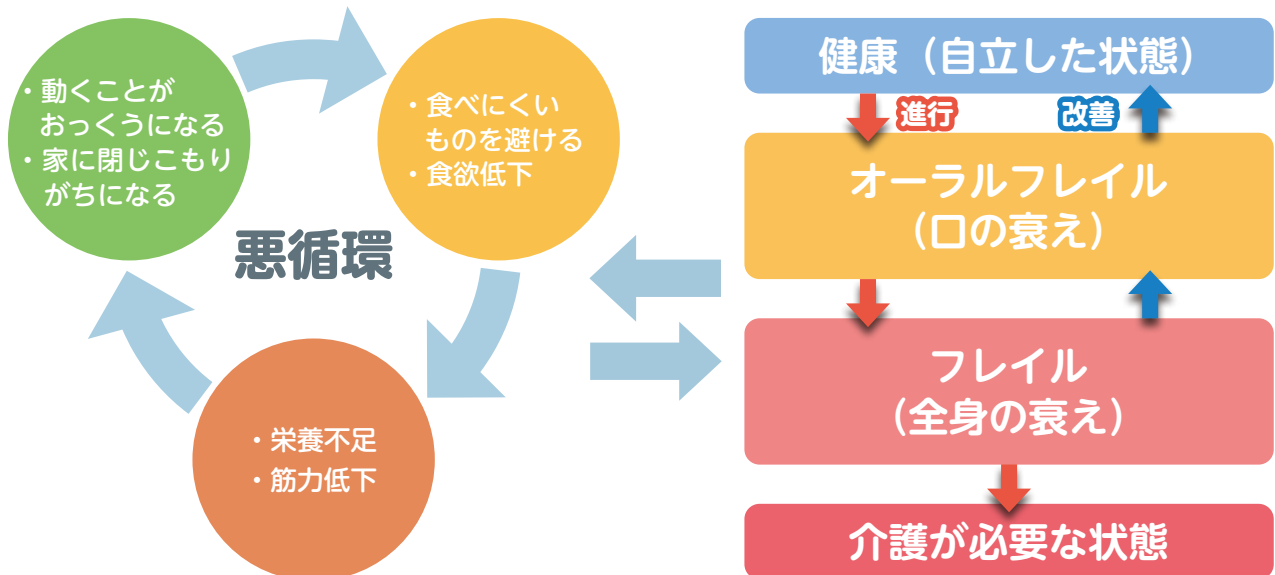 ・動くことが
おっくうになる
・家に閉じこもり
がちになる
・食べにくい
ものを避ける
・食欲低下
悪循環
・栄養不足
・筋力低下
健康（自立した状態）
進行
改善
オーラルフレイル
（口の衰え）
フレイル
（全身の衰え）
介護が必要な状態